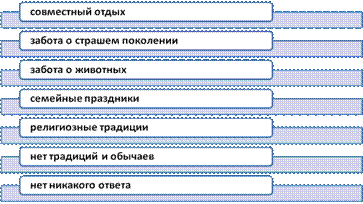 совместный отдых
забота о страшем поколении
забота о животных
семейные праздники
религиозные традиции
нет традиций и обычаев
нет никакого ответа